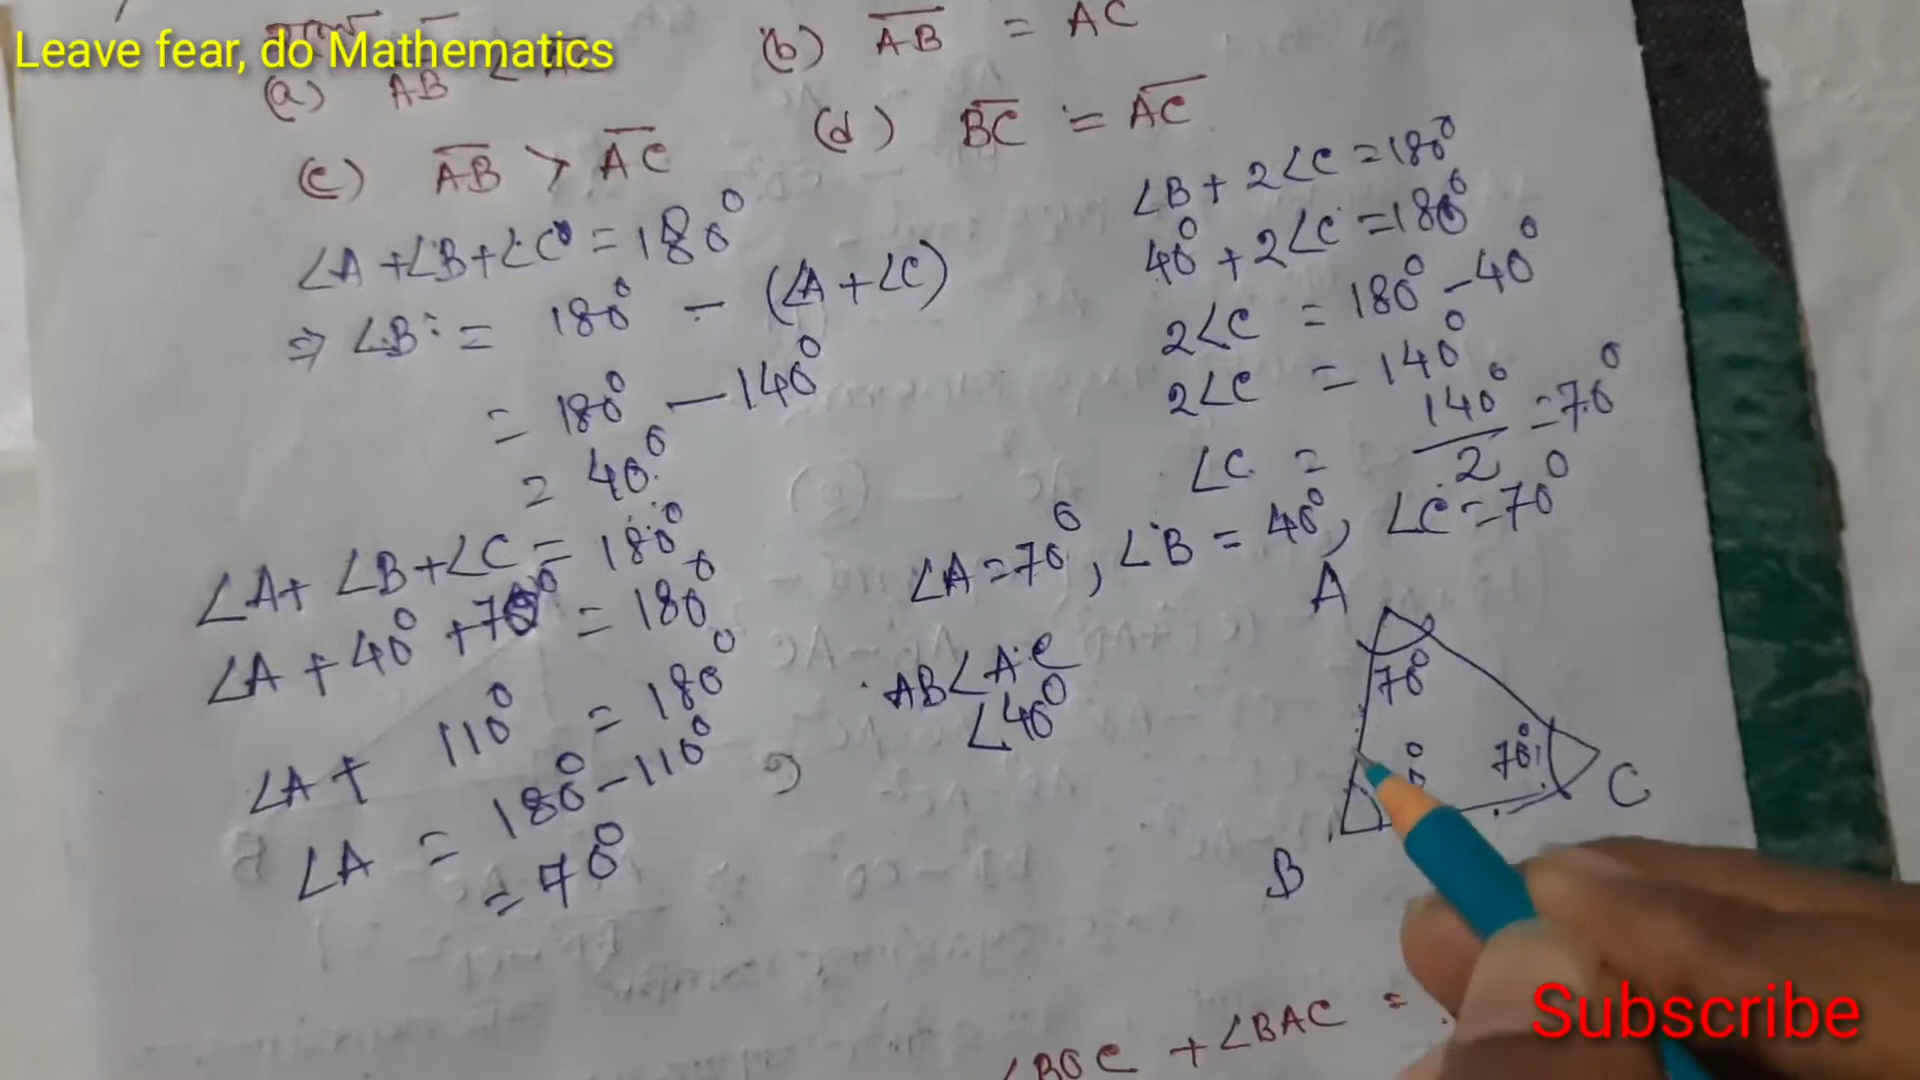 Leave fear, do Mathematics
(a) AB < AC
(b) AB = AC
(c) AB > AC
(d) BC = AC
∠A+∠B+∠C = 180°
⇒ ∠B = 180° - (∠A+∠C)
= 180° - 140°
= 40°
∠A+ ∠B+∠C = 180°
∠A + 40° +70° = 180°
∠A + 110° = 180°
∠A = 180°-110°
= 70°
∠B + 2∠C = 180°
40° + 2∠C = 180°
2∠C = 180° - 40°
2∠C = 140°
∠C = 140°/2 = 70°
∠A = 70°, ∠B = 40°, ∠C = 70°
AB∠AC
∠40°
A
70°
70°
C
B
∠BOC + ∠BAC =
Subscribe